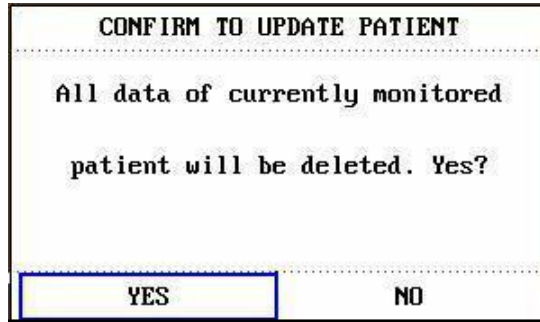 CONFIRM TO UPDATE PATIENT
All data of currently monitored
patient will be deleted. Yes?
YES NO